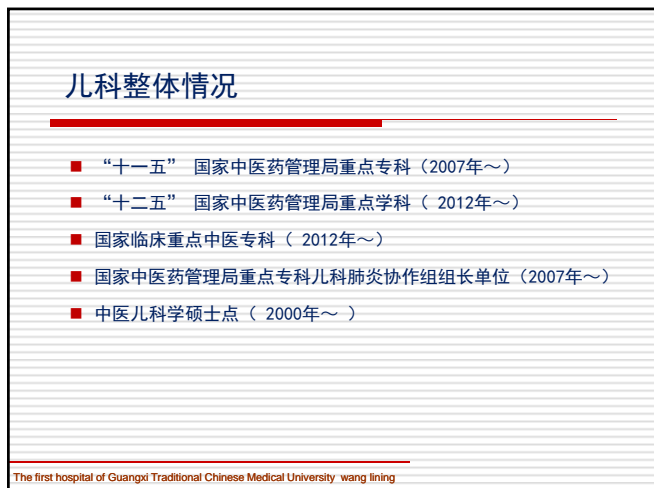 儿科整体情况
“十一五” 国家中医药管理局重点专科（2007年～）
“十二五” 国家中医药管理局重点学科（ 2012年～）
国家临床重点中医专科（ 2012年～）
国家中医药管理局重点专科儿科肺炎协作组组长单位（2007年～）
中医儿科学硕士点（ 2000年～ ）
The first hospital of Guangxi Traditional Chinese Medical University wang lining